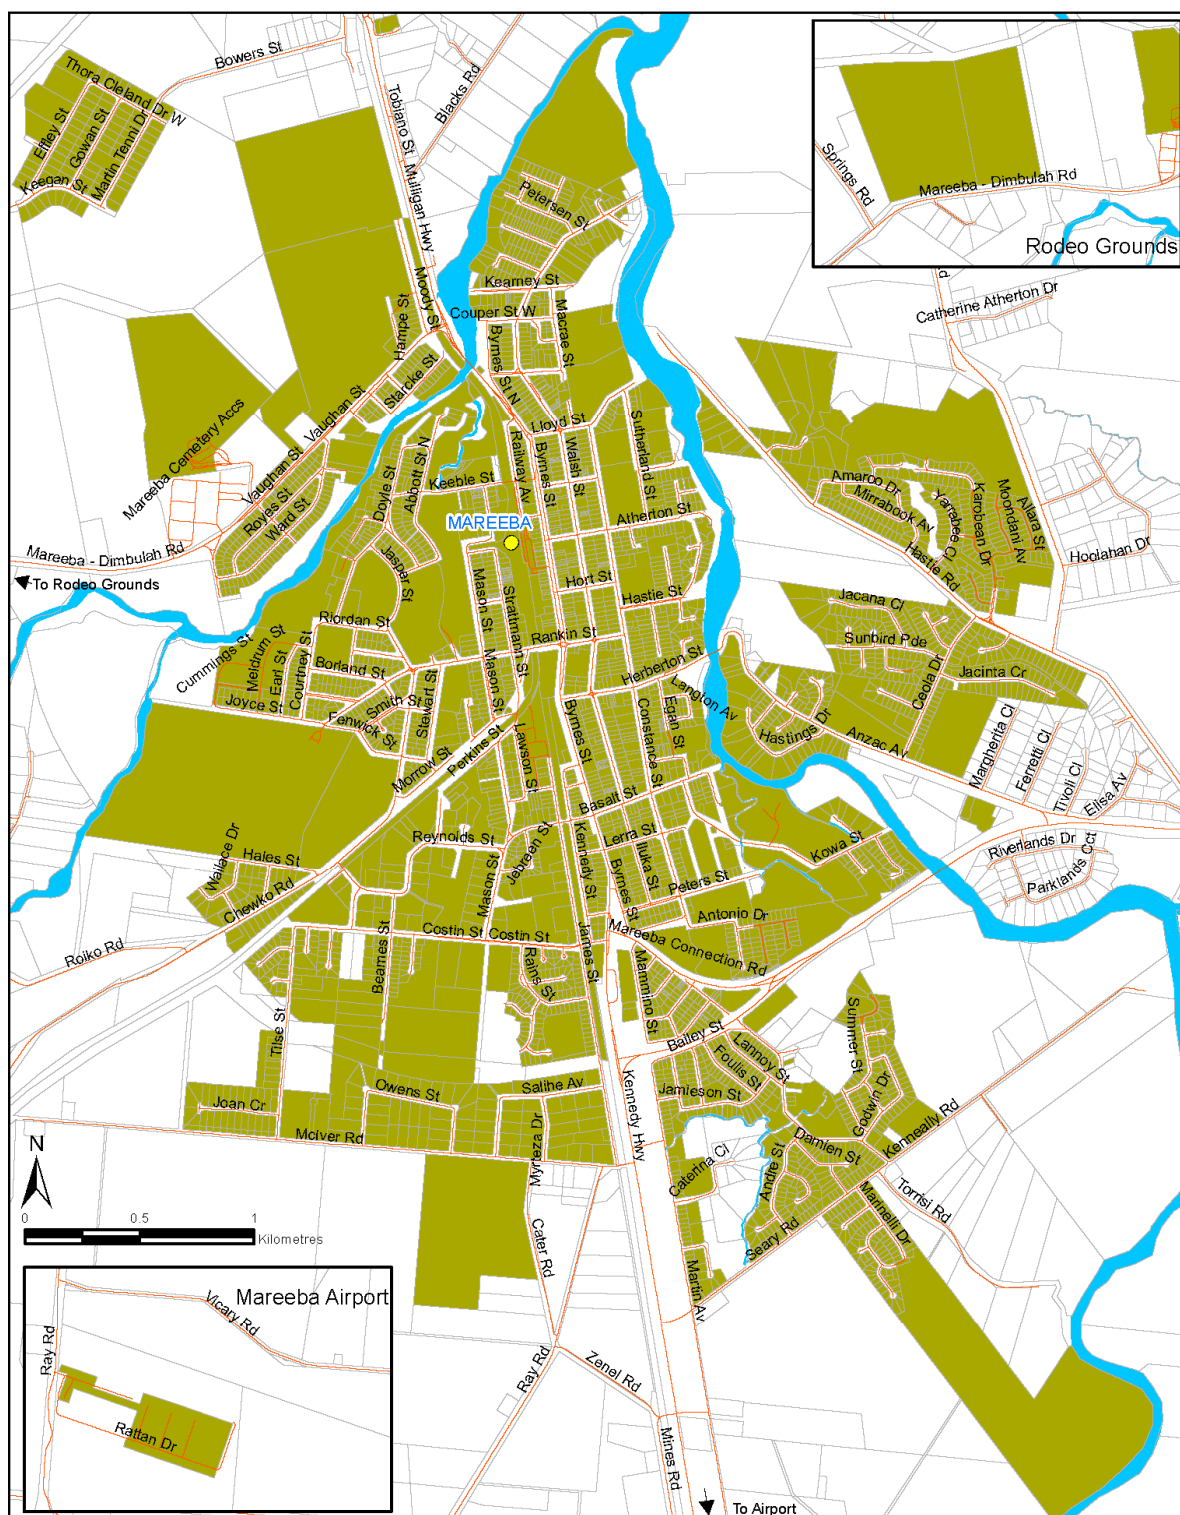 Bowers St
Thora Cleland Dr W
Effley St
Gowan St
Martin Tenni Dr
Keegan St
Tobiano St
Mulligan Hwy
Blacks Rd
Springs Rd
Mareeba - Dimbulah Rd
Rodeo Grounds
Petersen St
Kearney St
Couper St W
Macrae St
Byrnes St N
Moody St
Hampe St
Starcke St
Vaughan St
Catherine Atherton Dr
Mareeba Cemetery Accs
Vaughan St
Royes St
Ward St
Doyle St
Abbott St N
Keeble St
Railway Av
Byrnes St
Lloyd St
Walsh St
Sutherland St
Atherton St
MAREEBA
Amaroo Dr
Mirrabook Av
Yarrabee Cl
Karobean Dr
Moondani Av
Allara St
Hoolahan Dr
Hastie Rd
Mareeba - Dimbulah Rd
To Rodeo Grounds
Jasper St
Mason St
Stratmann St
Hort St
Hastie St
Jacana Cl
Sunbird Pde
Ceola Dr
Jacinta Cr
Riordan St
Rankin St
Herberton St
Cummings St
Meldrum St
Earl St
Courtney St
Borland St
Joyce St
Smith St
Fenwick St
Stewart St
Mason St
Langton Av
Egan St
Constance St
Hastings Dr
Anzac Av
Margherita Cl
Ferretti Cl
Tivoli Cl
Elisa Av
Morrow St
Perkins St
Lawson St
Byrnes St
Basalt St
Reynolds St
Jebreen St
Lerra St
Iluka St
Kowa St
Riverlands Dr
Parklands Cct
Wallace Dr
Hales St
Chewko Rd
Mason St
Kennedy St
Byrnes St
Peters St
Antonio Dr
Roiko Rd
Beames St
Costin St
Costin St
Rains St
James St
Mareeba Connection Rd
Mammino St
Tilse St
Bailey St
Lannoy St
Foulis St
Summer St
Godwin Dr
Owens St
Salihe Av
Jamieson St
Joan Cr
McIver Rd
Myrteza Dr
Kennedy Hwy
Kenneally Rd
Damien St
Andre St
Caterina Cl
Torrisi Rd
Marinelli Dr
Seary Rd
N
0
0.5
1
Kilometres
Cater Rd
Martin Av
Mareeba Airport
Ray Rd
Vicary Rd
Rattan Dr
Ray Rd
Zenel Rd
Mines Rd
To Airport